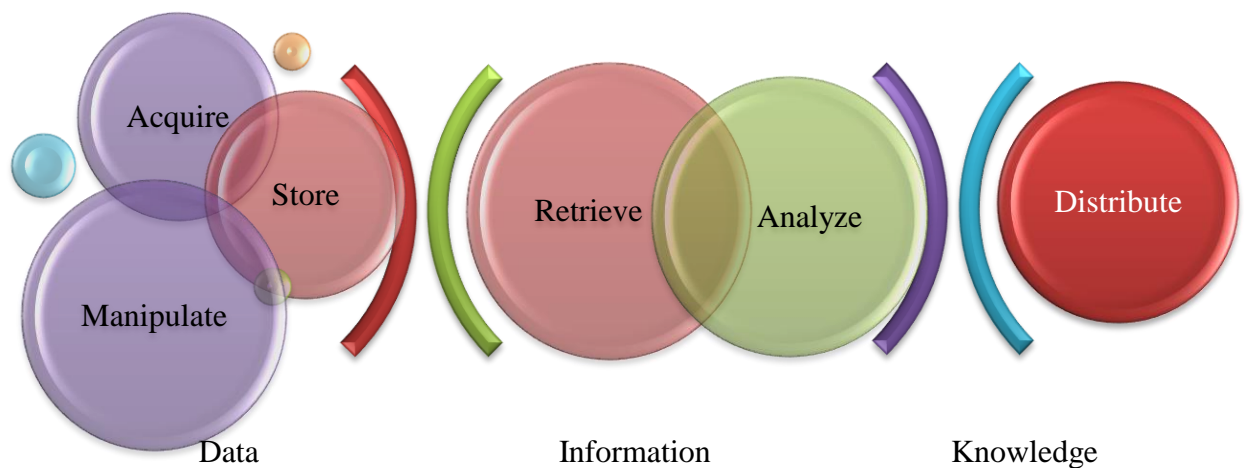 Acquire
Store
Manipulate
Retrieve
Analyze
Distribute
Data
Information
Knowledge